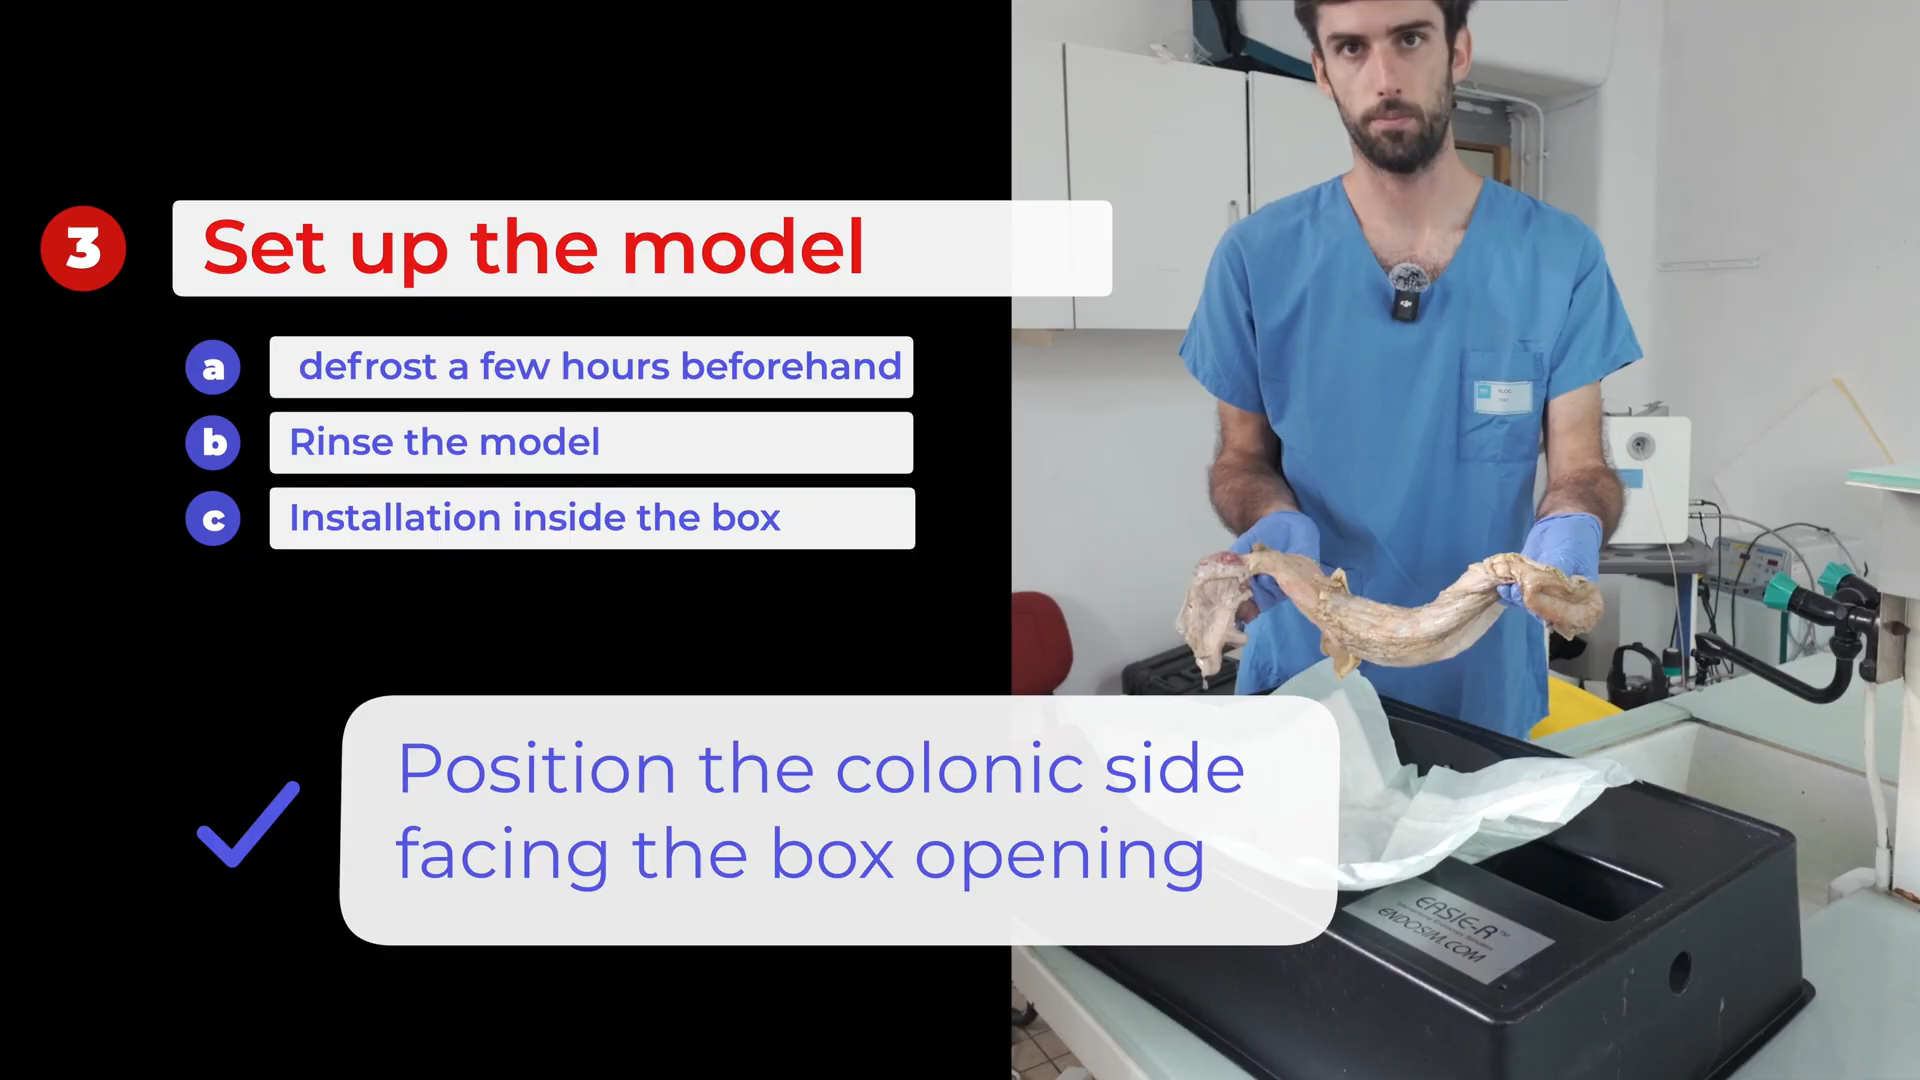 3
Set up the model
a
defrost a few hours beforehand
b
Rinse the model
c
Installation inside the box
Position the colonic side
facing the box opening
EASIE-R™
ENDOSIM.COM